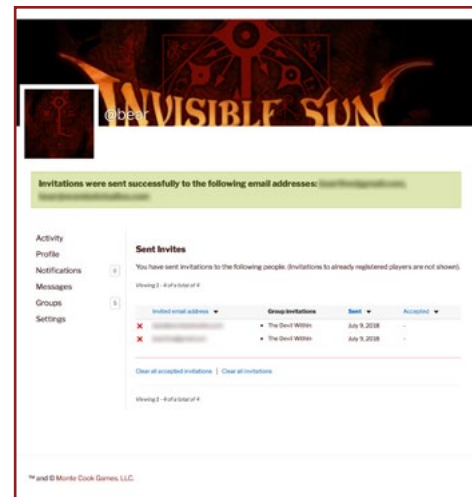 INVISIBLE SUN
@bear
Invitations were sent successfully to the following email addresses:
Activity
Profile
Notifications
Messages
Groups
Settings
Sent Invites
You have sent invitations to the following people. (Invitations to already registered players are not shown).
Viewing 1 - 4 of a total of 4
Invited email address ▼ Group Invitations Sent ▼ Accepted ▼
• The Devil Within July 9, 2018 -
• The Devil Within July 9, 2018 -
Clear all accepted invitations | Clear all invitations
Viewing 1 - 4 of a total of 4
™ and © Monte Cook Games, LLC.